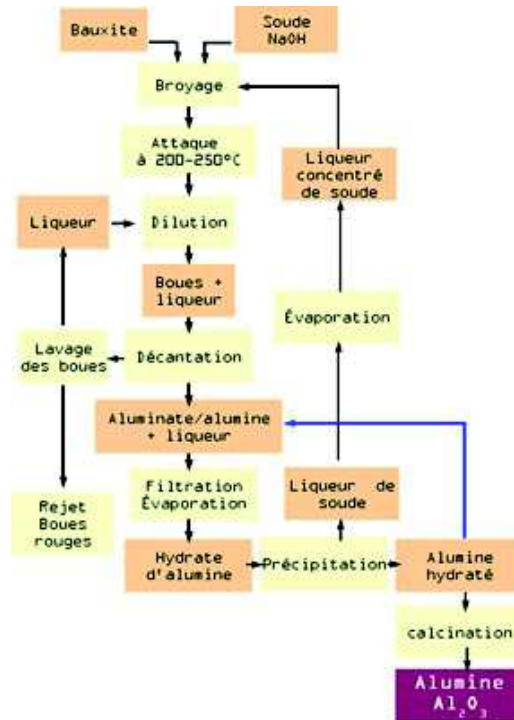 Bauxite
Soude
NaOH
Broyage
Attaque
à 200-250°C
Liqueur
concentré
de soude
Liqueur
Dilution
Boues +
liqueur
Évaporation
Lavage
des boues
Décantation
Aluminate/alumine
+ liqueur
Filtration
Évaporation
Liqueur de
soude
Rejet
Boues
rouges
Hydrate
d'alumine
Précipitation
Alumine
hydraté
calcination
Alumine
Al₂O₃